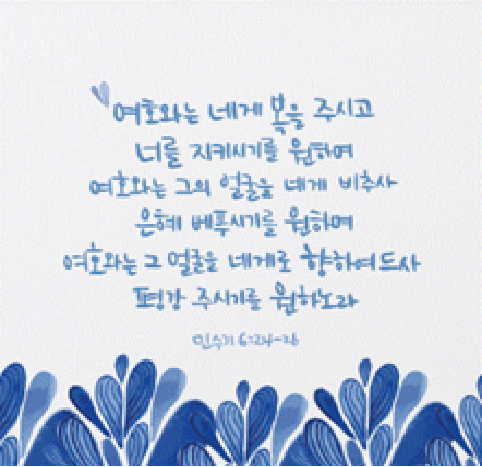 여호와는 네게 복을 주시고
너를 지키시기를 원하며
여호와는 그의 얼굴을 네게 비추사
은혜 베푸시기를 원하며
여호와는 그 얼굴을 네게로 향하여 드사
평강 주시기를 원하노라
민수기 6:24-26